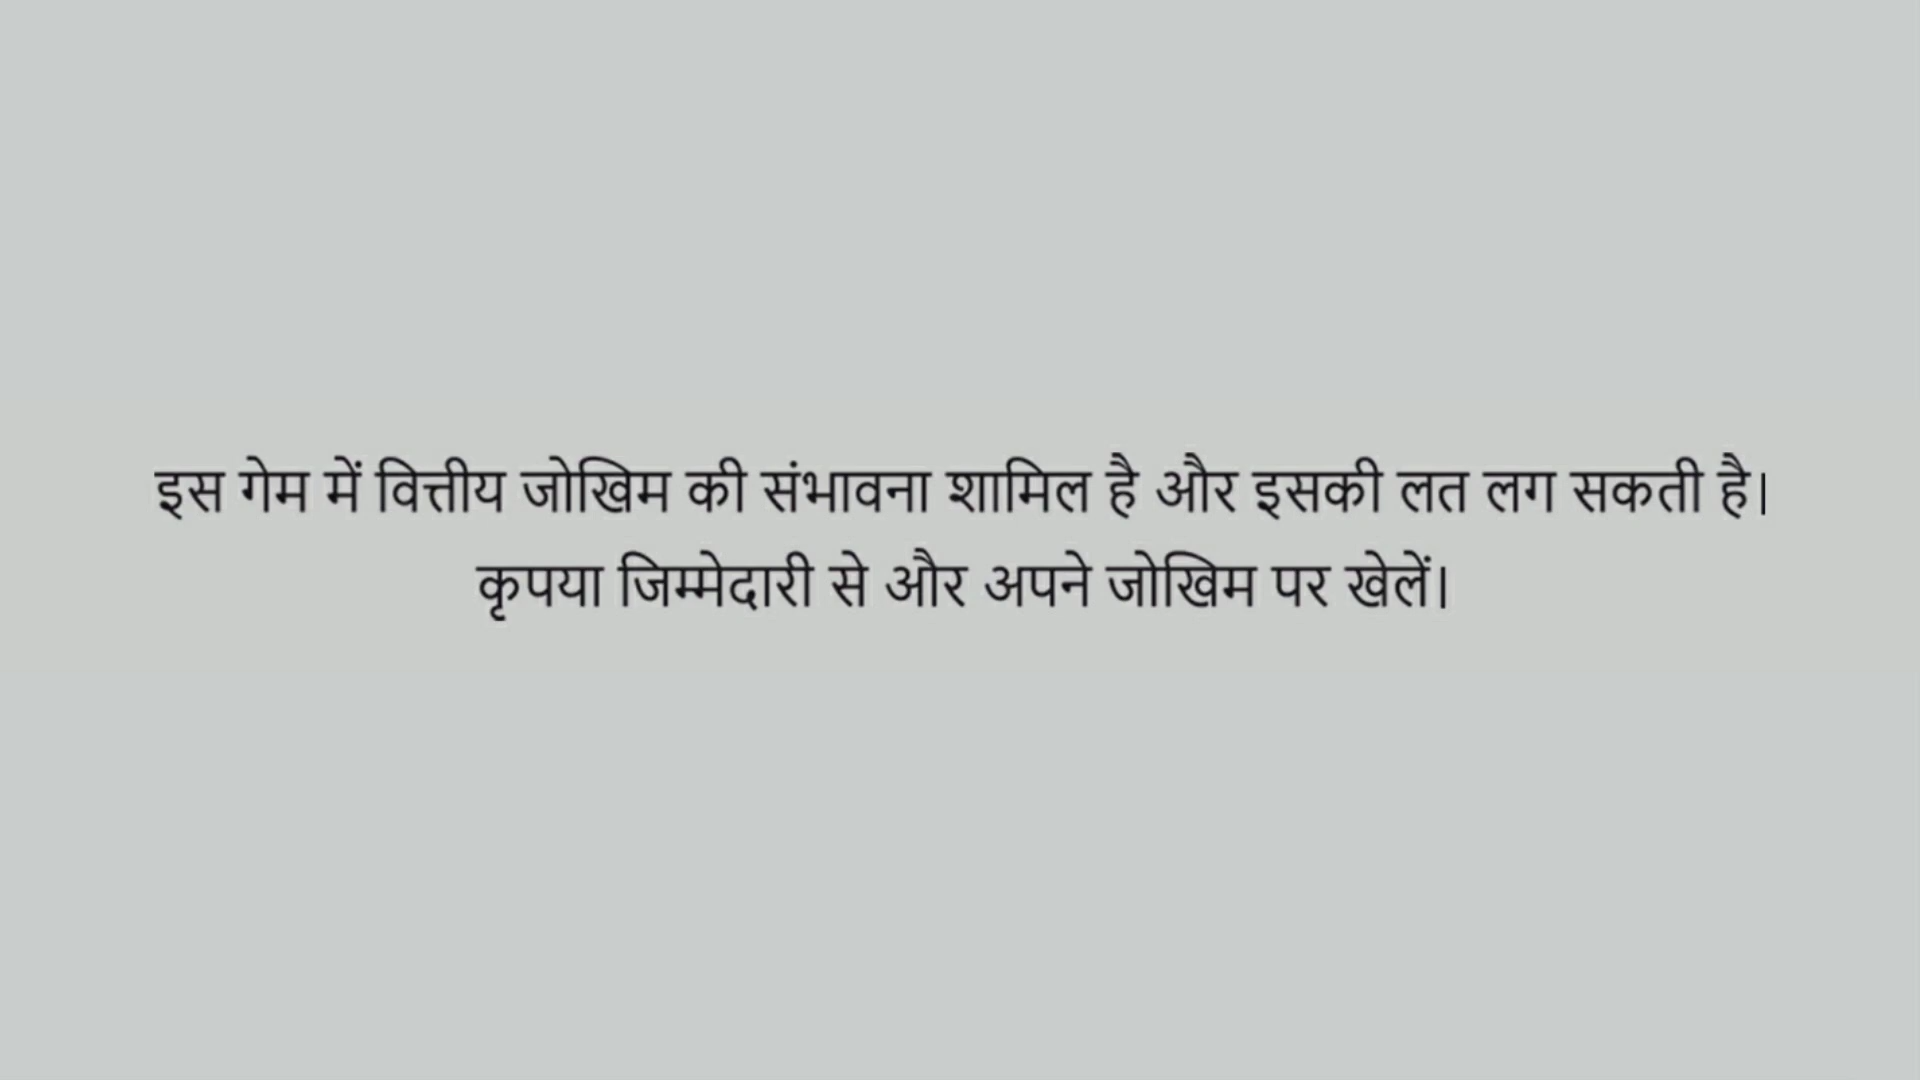 इस गेम में वित्तीय जोखिम की संभावना शामिल है और इसकी लत लग सकती है।
कृपया जिम्मेदारी से और अपने जोखिम पर खेलें।